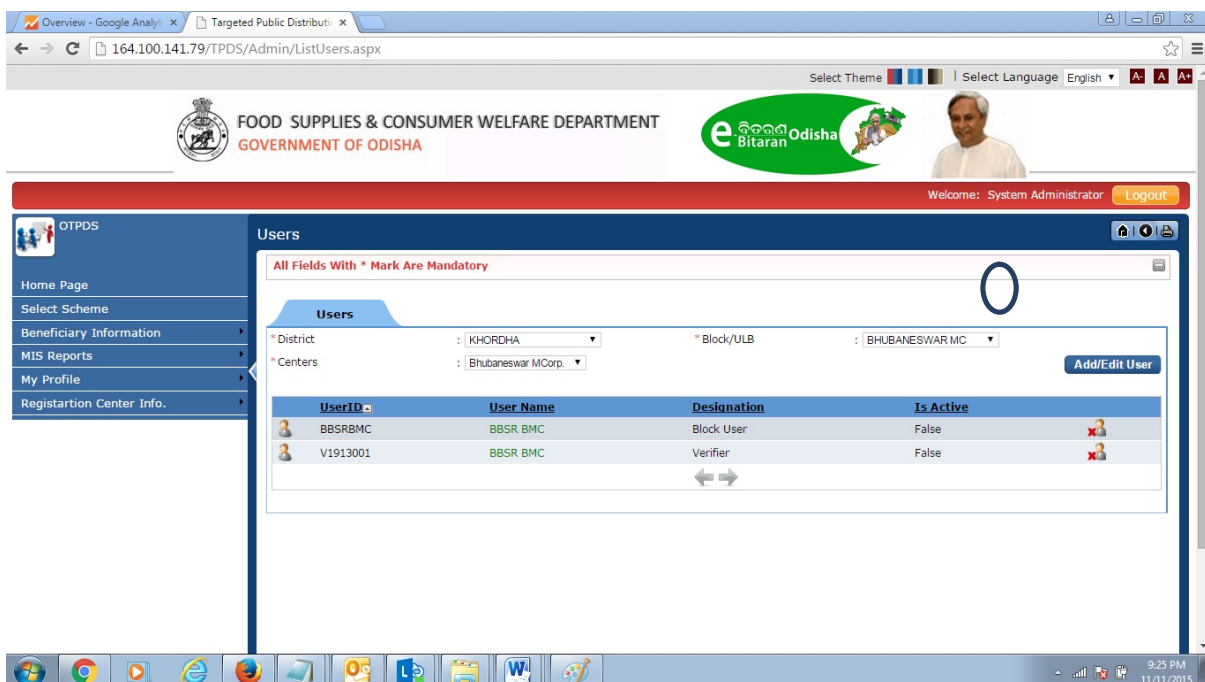 Overview - Google Analyti
Targeted Public Distributi
164.100.141.79/TPDS/Admin/ListUsers.aspx
Select Theme | Select Language English A- A A+
FOOD SUPPLIES & CONSUMER WELFARE DEPARTMENT
GOVERNMENT OF ODISHA
e-ବିତରଣ Bitaran Odisha
Welcome: System Administrator Logout
OTPDS
Home Page
Select Scheme
Beneficiary Information
MIS Reports
My Profile
Registartion Center Info.
Users
All Fields With * Mark Are Mandatory
Users
*District : KHORDHA *Block/ULB : BHUBANESWAR MC
*Centers : Bhubaneswar MCorp. Add/Edit User
UserID User Name Designation Is Active
BBSRBMC BBSR BMC Block User False
V1913001 BBSR BMC Verifier False
9:25 PM
11/11/2015